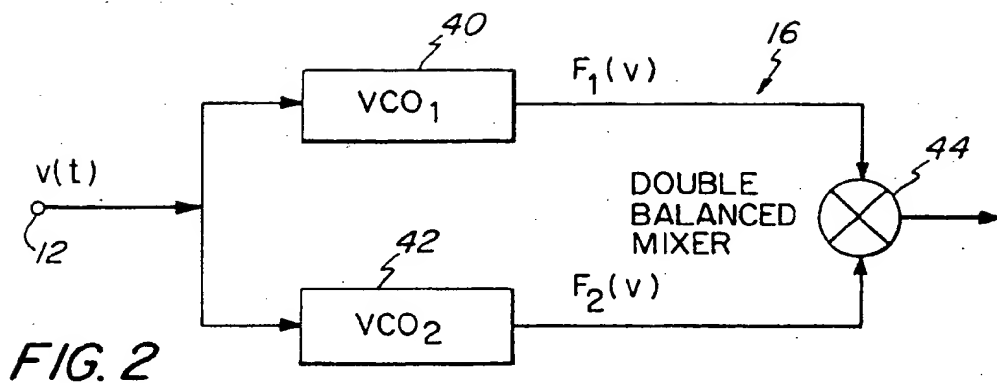 40
16
VCO1
F1(v)
v(t)
12
44
DOUBLE
BALANCED
MIXER
42
VCO2
F2(v)
FIG. 2